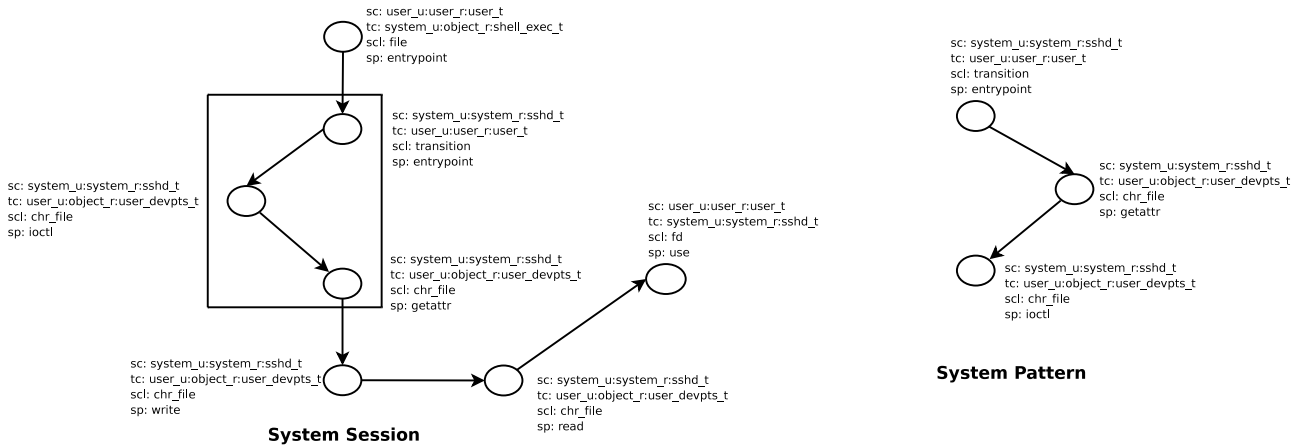 sc: user_u:user_r:user_t
tc: system_u:object_r:shell_exec_t
scl: file
sp: entrypoint
sc: system_u:system_r:sshd_t
tc: user_u:user_r:user_t
scl: transition
sp: entrypoint
sc: system_u:system_r:sshd_t
tc: user_u:object_r:user_devpts_t
scl: chr_file
sp: ioctl
sc: system_u:system_r:sshd_t
tc: user_u:object_r:user_devpts_t
scl: chr_file
sp: getattr
sc: system_u:system_r:sshd_t
tc: user_u:object_r:user_devpts_t
scl: chr_file
sp: write
sc: system_u:system_r:sshd_t
tc: user_u:object_r:user_devpts_t
scl: chr_file
sp: read
sc: user_u:user_r:user_t
tc: system_u:system_r:sshd_t
scl: fd
sp: use
System Session
sc: system_u:system_r:sshd_t
tc: user_u:user_r:user_t
scl: transition
sp: entrypoint
sc: system_u:system_r:sshd_t
tc: user_u:object_r:user_devpts_t
scl: chr_file
sp: getattr
sc: system_u:system_r:sshd_t
tc: user_u:object_r:user_devpts_t
scl: chr_file
sp: ioctl
System Pattern